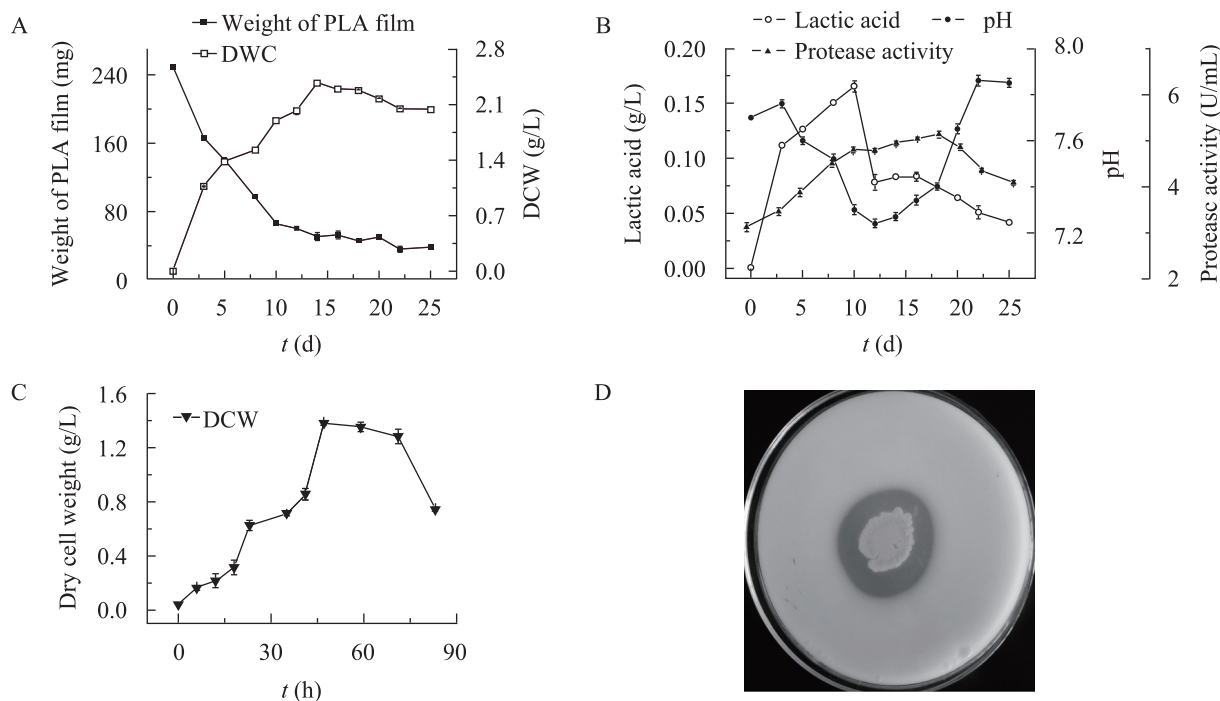 A
Weight of PLA film
DWC
Weight of PLA film (mg)
240
160
80
0
2.8
2.1
1.4
0.7
0.0
DCW (g/L)
0 5 10 15 20 25
t (d)
B
Lactic acid pH
Protease activity
Lactic acid (g/L)
0.20
0.15
0.10
0.05
0.00
8.0
7.6
7.2
pH
6
4
2
Proteasc activity (U/mL)
0 5 10 15 20 25
t (d)
C
DCW
Dry cell weight (g/L)
1.6
1.2
0.8
0.4
0.0
0 30 60 90
t (h)
D